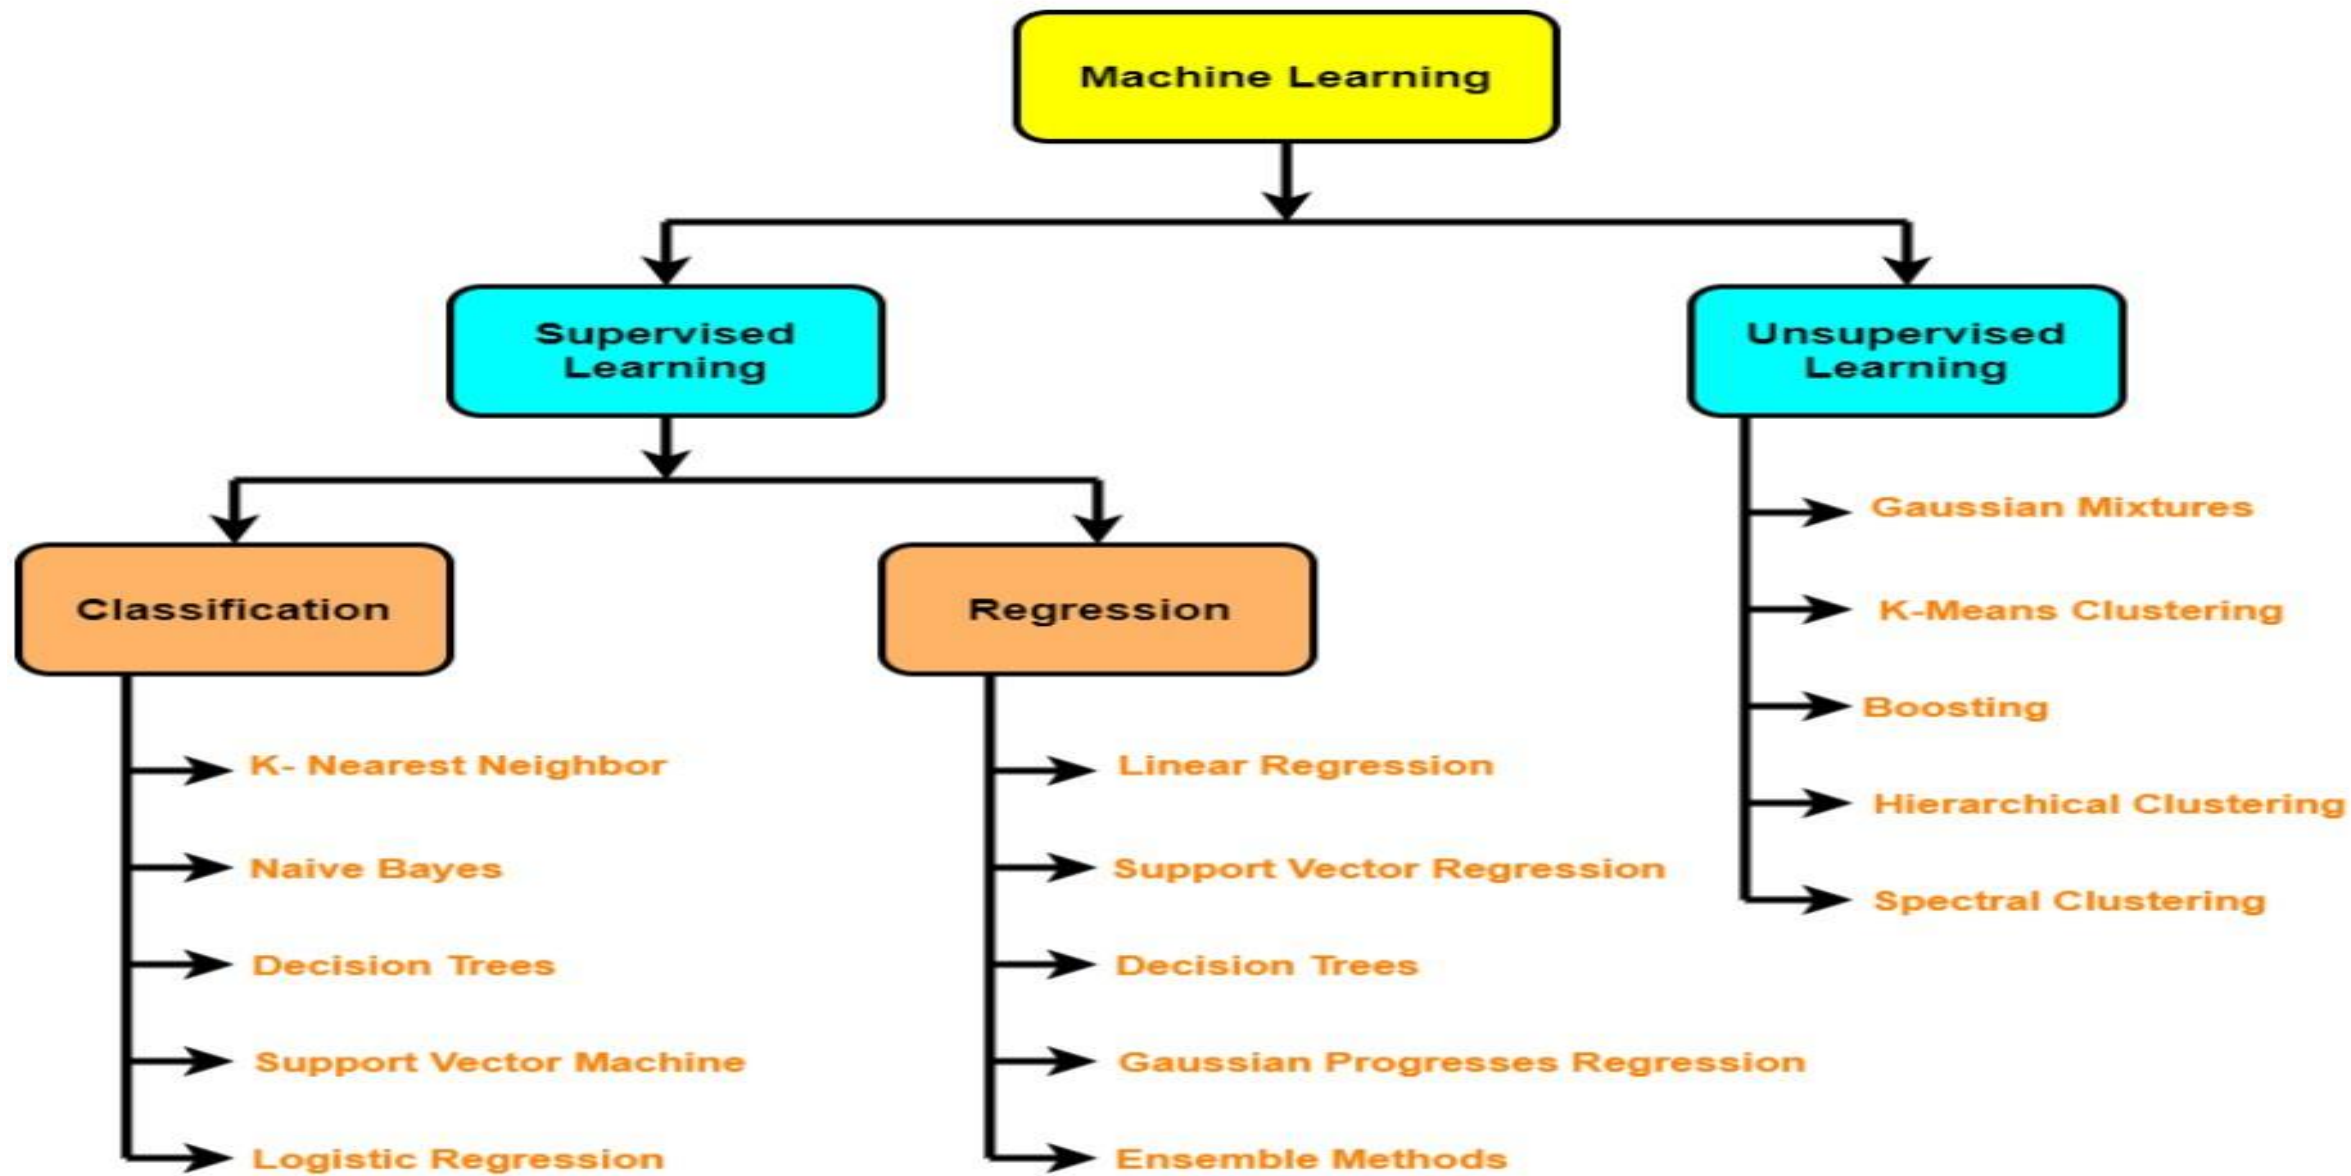 Machine Learning
Supervised
Learning
Unsupervised
Learning
Classification
K- Nearest Neighbor
Naive Bayes
Decision Trees
Support Vector Machine
Logistic Regression
Regression
Linear Regression
Support Vector Regression
Decision Trees
Gaussian Progresses Regression
Ensemble Methods
Gaussian Mixtures
K-Means Clustering
Boosting
Hierarchical Clustering
Spectral Clustering